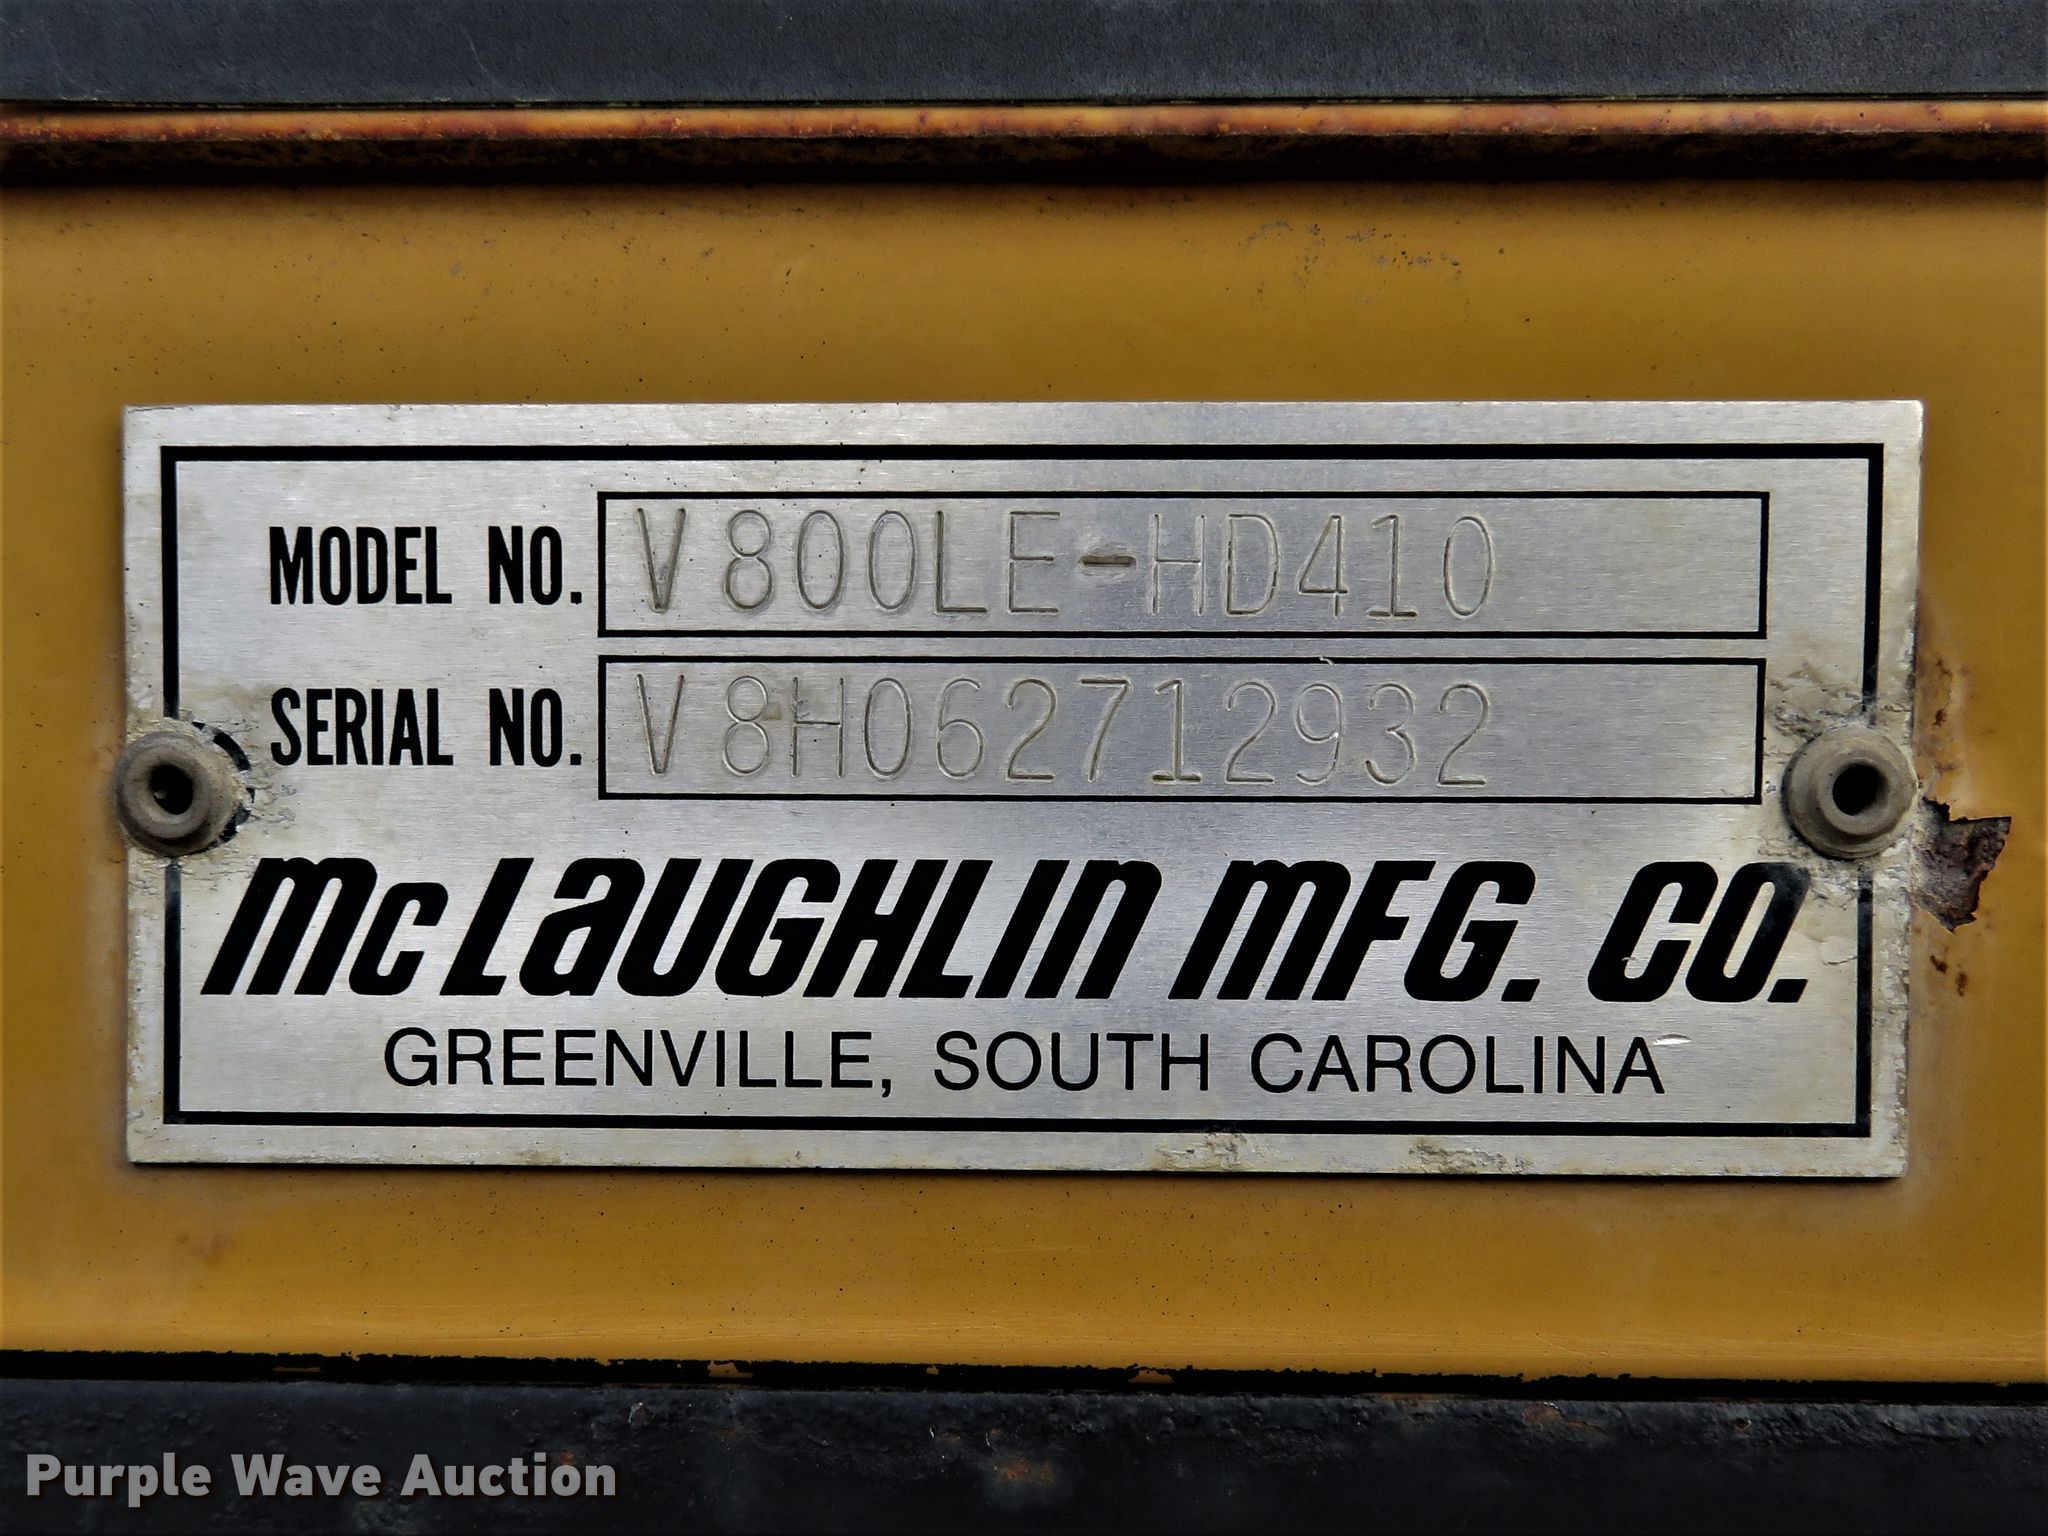 MODEL NO. V800LE-HD410
SERIAL NO. V8H062712932
McLAUGHLIN MFG. CO.
GREENVILLE, SOUTH CAROLINA
Purple Wave Auction